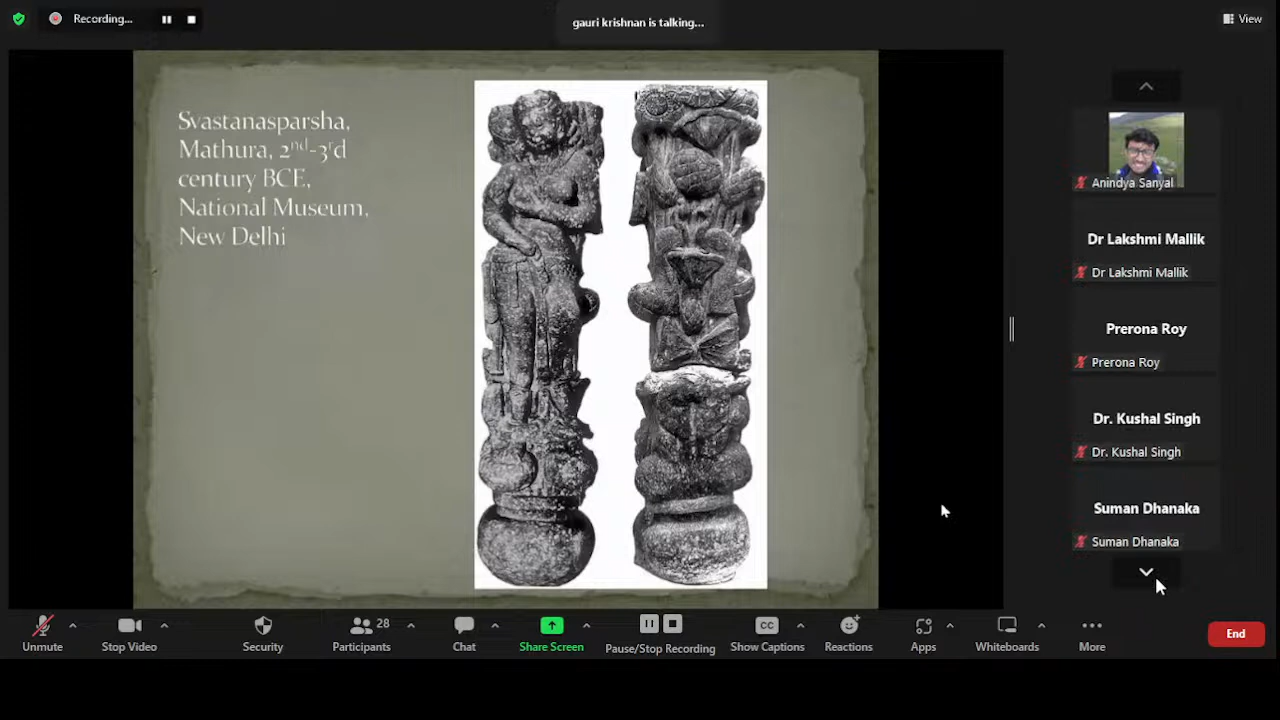 Recording...
gauri krishnan is talking...
View
Svastanasparsha,
Mathura, 2nd-3rd
century BCE,
National Museum,
New Delhi
Anindya Sanyal
Dr Lakshmi Mallik
Dr Lakshmi Mallik
Prerona Roy
Prerona Roy
Dr. Kushal Singh
Dr. Kushal Singh
Suman Dhanaka
Suman Dhanaka
Unmute
Stop Video
Security
28
Participants
Chat
Share Screen
Pause/Stop Recording
CC
Show Captions
Reactions
Apps
Whiteboards
More
End